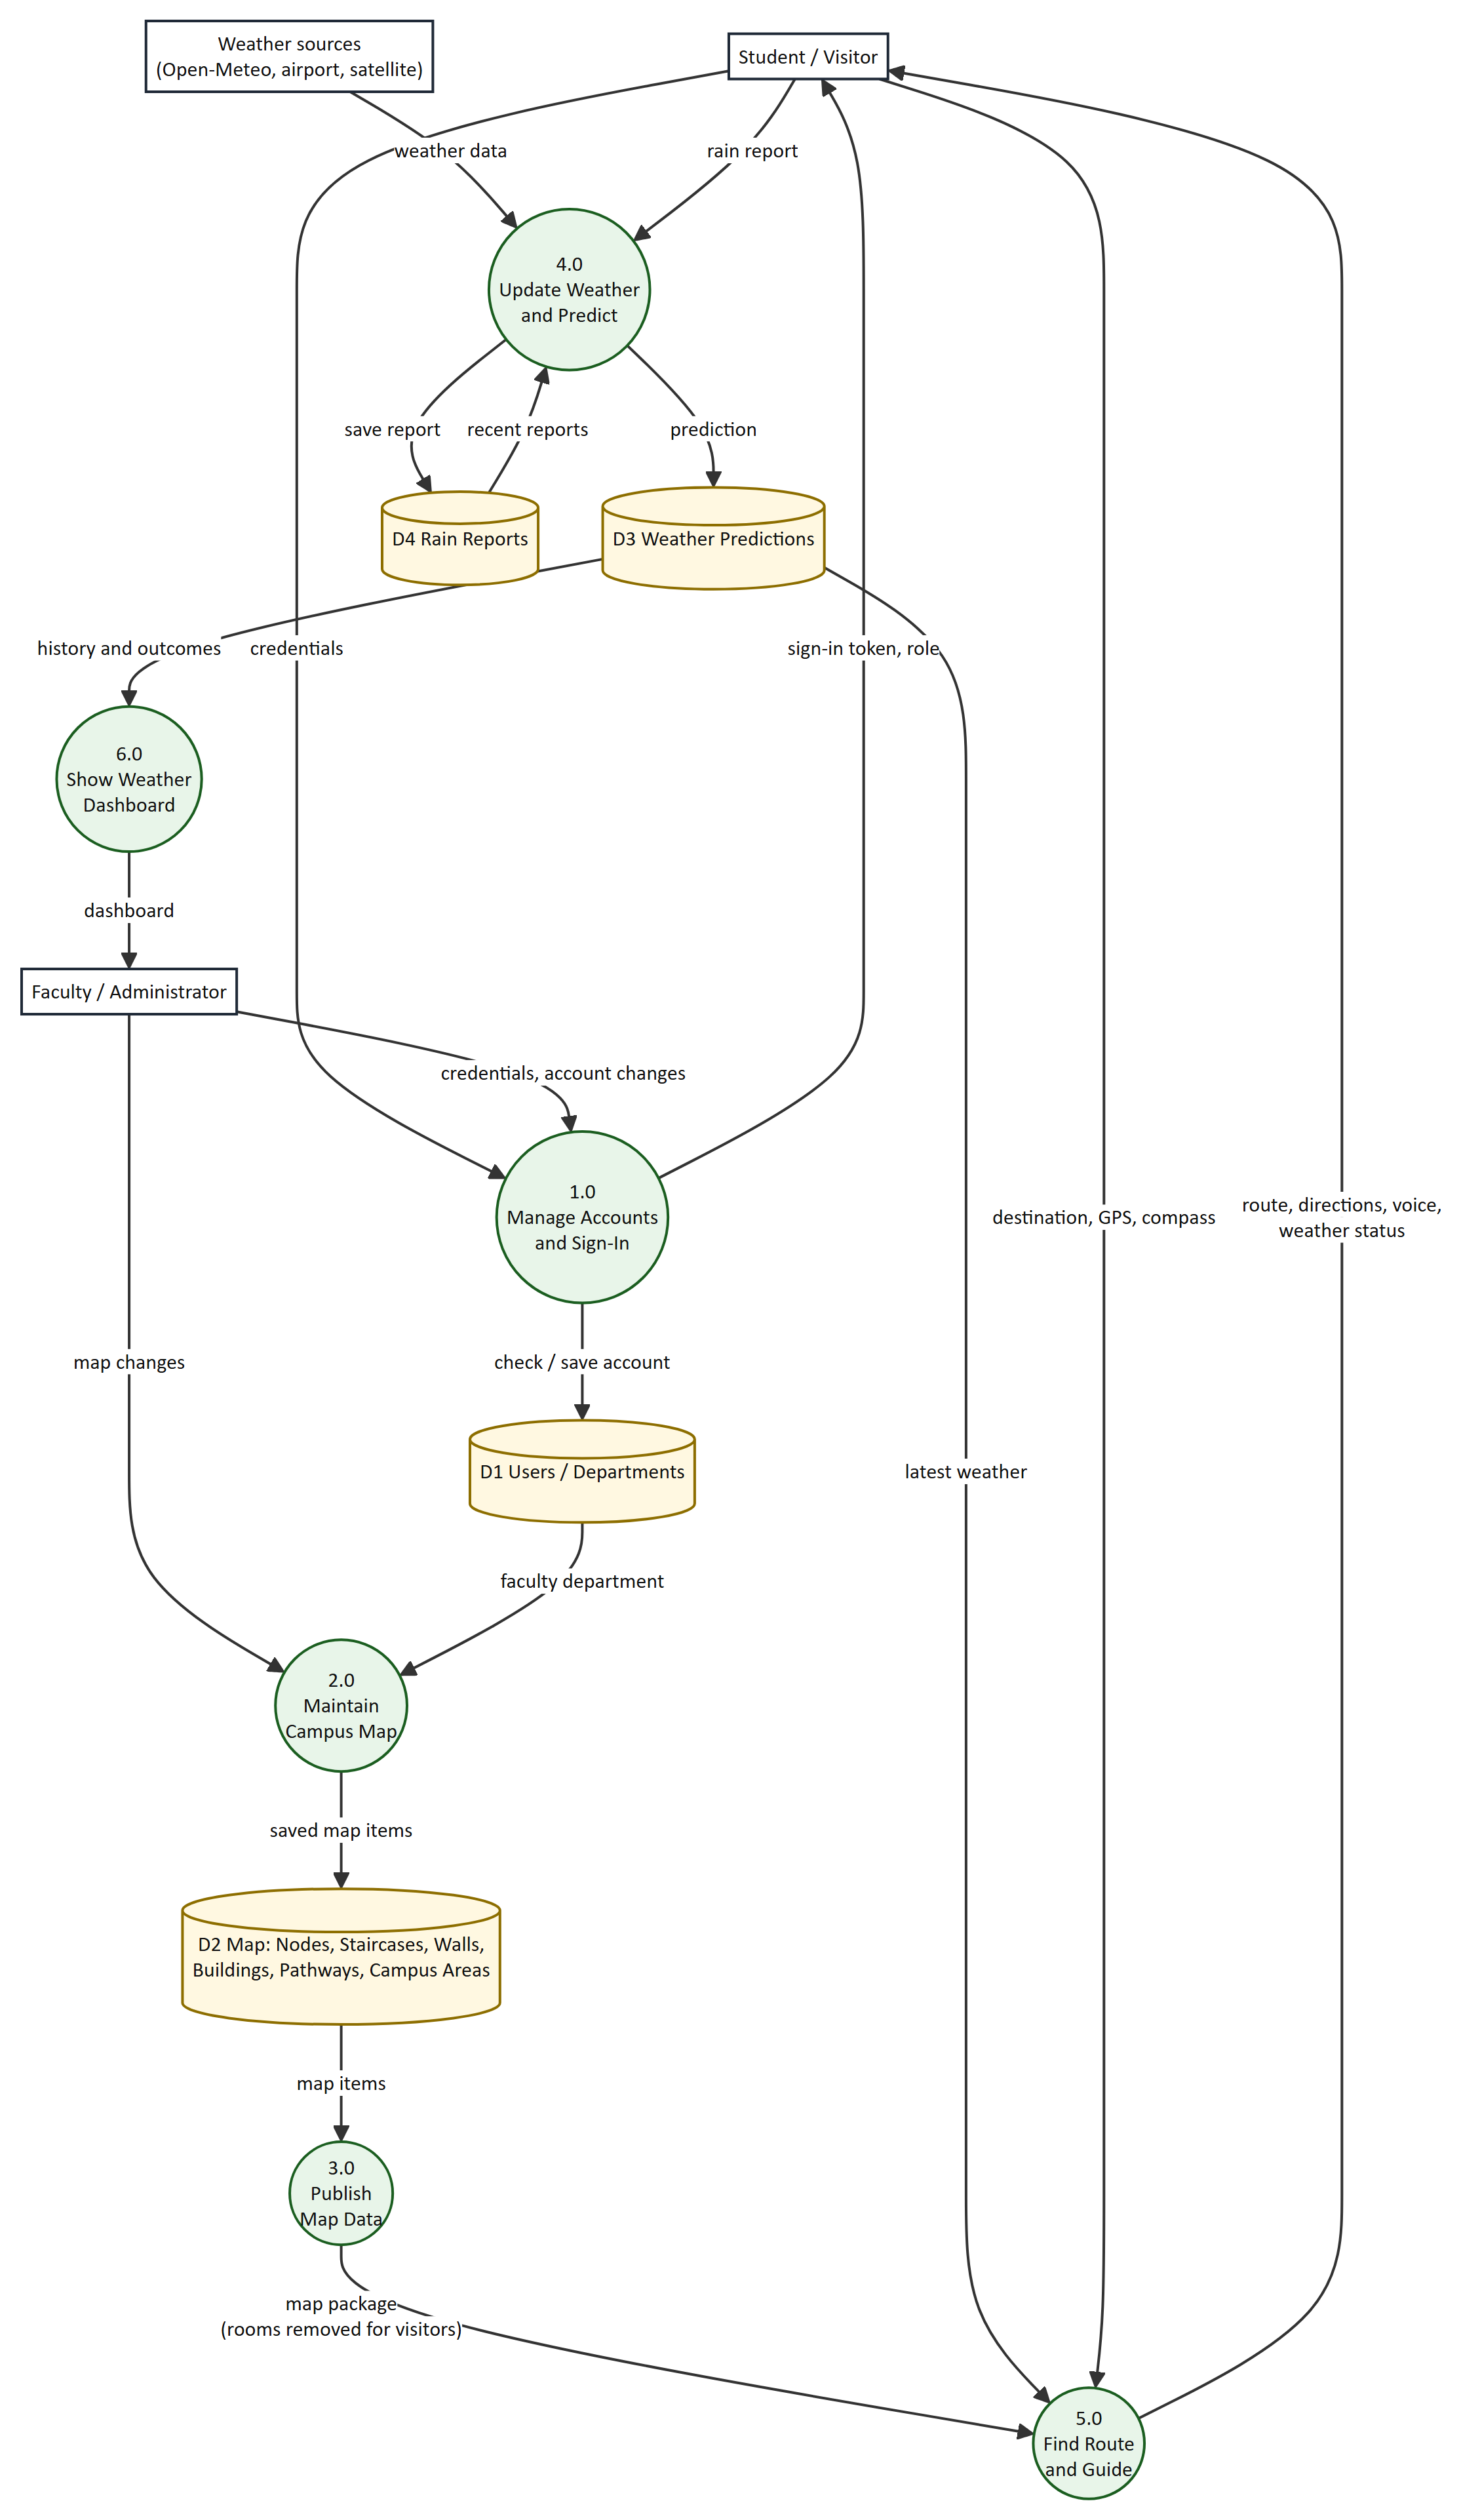 Weather sources
(Open-Meteo, airport, satellite)
Student / Visitor
weather data
rain report
4.0
Update Weather
and Predict
save report
recent reports
prediction
D4 Rain Reports
D3 Weather Predictions
history and outcomes
credentials
sign-in token, role
6.0
Show Weather
Dashboard
dashboard
Faculty / Administrator
credentials, account changes
1.0
Manage Accounts
and Sign-In
destination, GPS, compass
route, directions, voice,
weather status
map changes
check / save account
D1 Users / Departments
latest weather
faculty department
2.0
Maintain
Campus Map
saved map items
D2 Map: Nodes, Staircases, Walls,
Buildings, Pathways, Campus Areas
map items
3.0
Publish
Map Data
map package
(rooms removed for visitors)
5.0
Find Route
and Guide